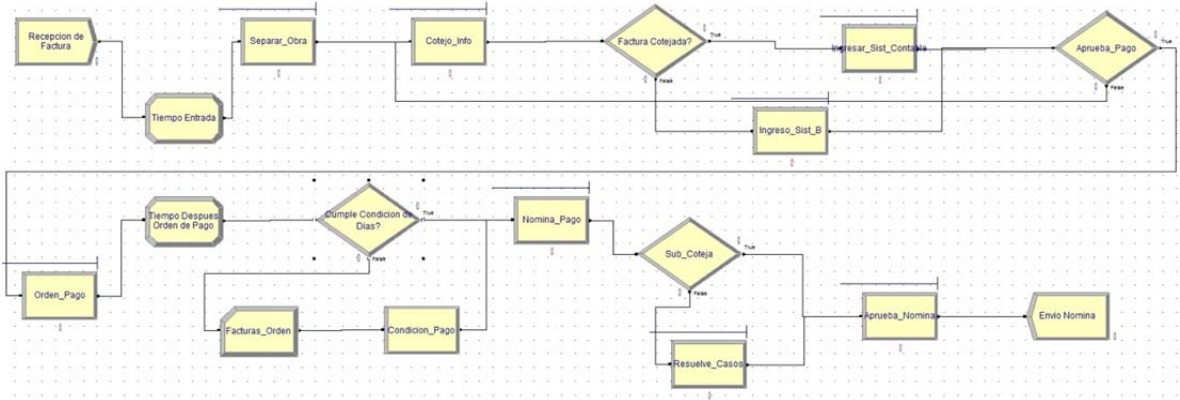 Recepcion de
Factura
Separar_Obra
Cotejo_Info
Factura Cotejada?
True
False
Ingresar_Sist_Contable
Aprueba_Pago
True
False
Tiempo Entrada
Ingreso_Sist_B
Tiempo Despues
Orden de Pago
Cumple Condicion de
Dias?
True
False
Nomina_Pago
Sub_Coteja
True
False
Orden_Pago
Facturas_Orden
Condicion_Pago
Resuelve_Casos
Aprueba_Nomina
Envio Nomina